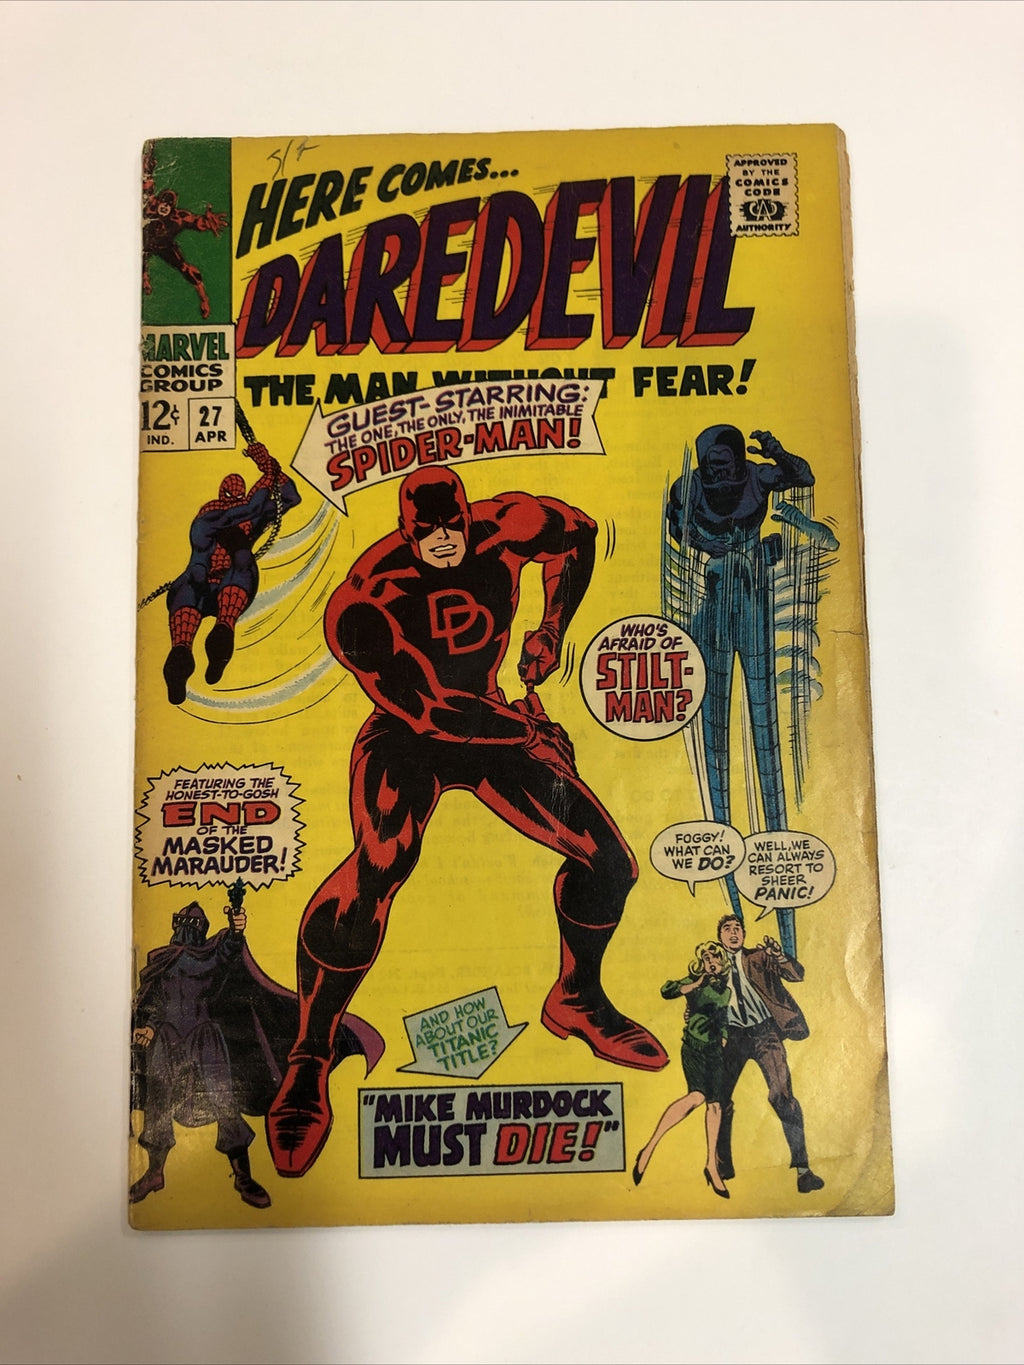 HERE COMES...
DAREDEVIL
THE MAN WITHOUT FEAR!
APPROVED
BY THE
COMICS
CODE
CA
AUTHORITY
MARVEL
COMICS
GROUP
12¢
IND.
27
APR
GUEST-STARRING:
THE ONE, THE ONLY, THE INIMITABLE
SPIDER-MAN!
DD
WHO'S
AFRAID OF
STILT-
MAN?
FEATURING THE
HONEST-TO-GOSH
END
OF THE
MASKED
MARAUDER!
FOGGY!
WHAT CAN
WE DO?
WELL, WE
CAN ALWAYS
RESORT TO
SHEER
PANIC!
AND HOW
ABOUT OUR
TITANIC
TITLE?
"MIKE MURDOCK
MUST DIE!"